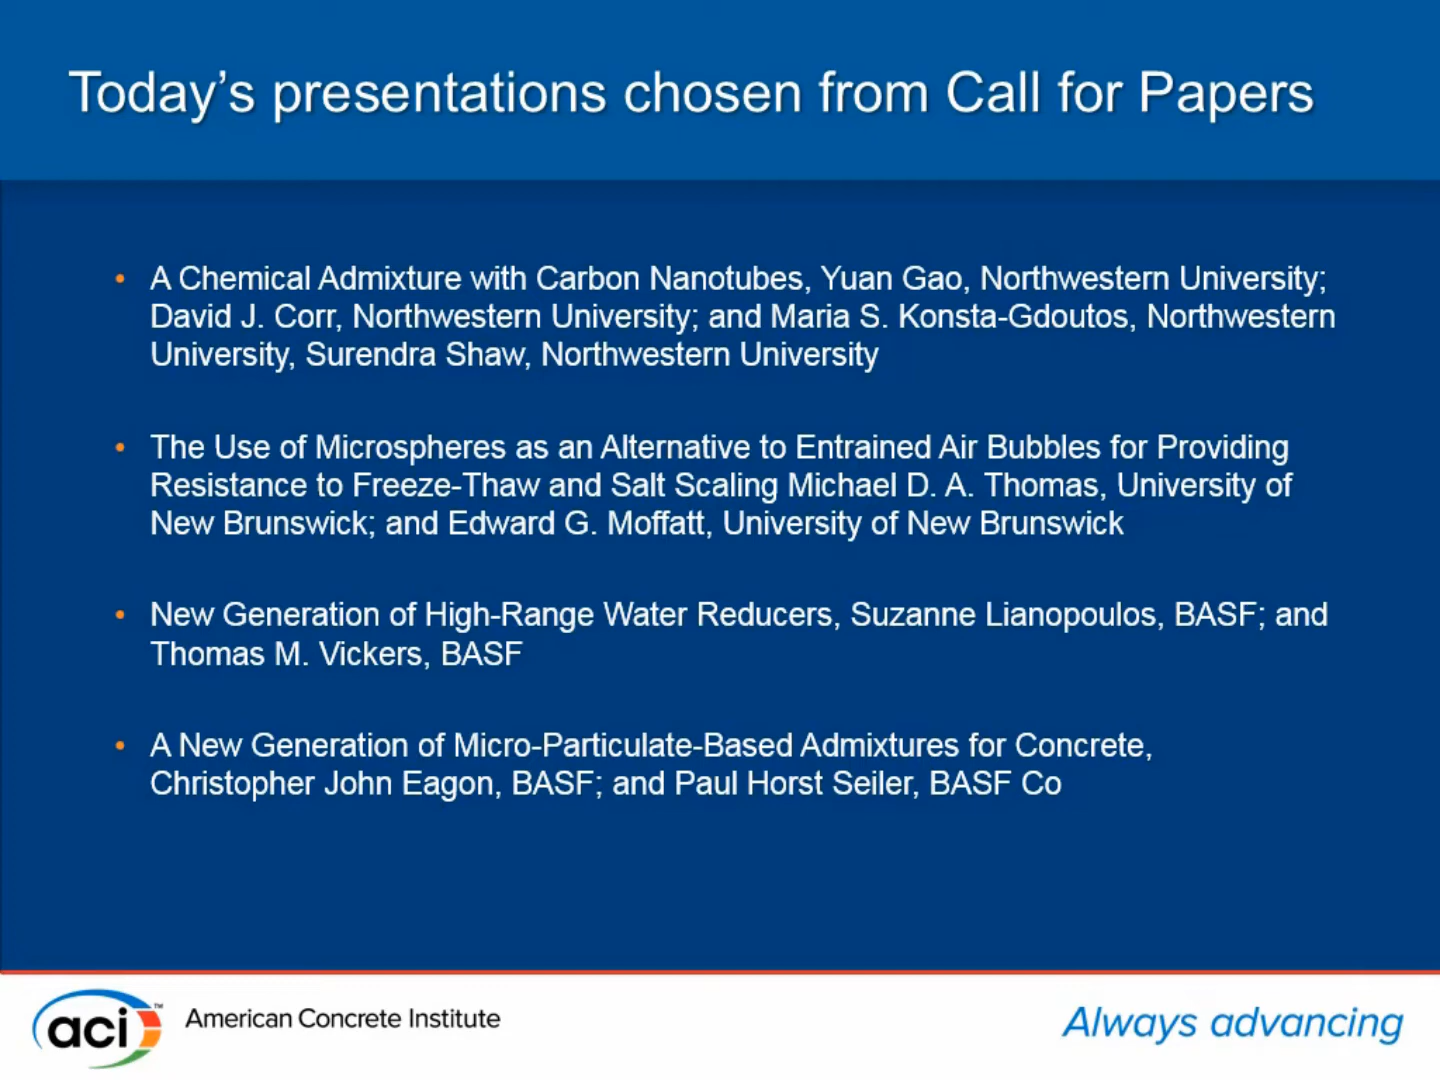 Today’s presentations chosen from Call for Papers
• A Chemical Admixture with Carbon Nanotubes, Yuan Gao, Northwestern University;
David J. Corr, Northwestern University; and Maria S. Konsta-Gdoutos, Northwestern
University, Surendra Shaw, Northwestern University
• The Use of Microspheres as an Alternative to Entrained Air Bubbles for Providing
Resistance to Freeze-Thaw and Salt Scaling Michael D. A. Thomas, University of
New Brunswick; and Edward G. Moffatt, University of New Brunswick
• New Generation of High-Range Water Reducers, Suzanne Lianopoulos, BASF; and
Thomas M. Vickers, BASF
• A New Generation of Micro-Particulate-Based Admixtures for Concrete,
Christopher John Eagon, BASF; and Paul Horst Seiler, BASF Co
aci™ American Concrete Institute
Always advancing